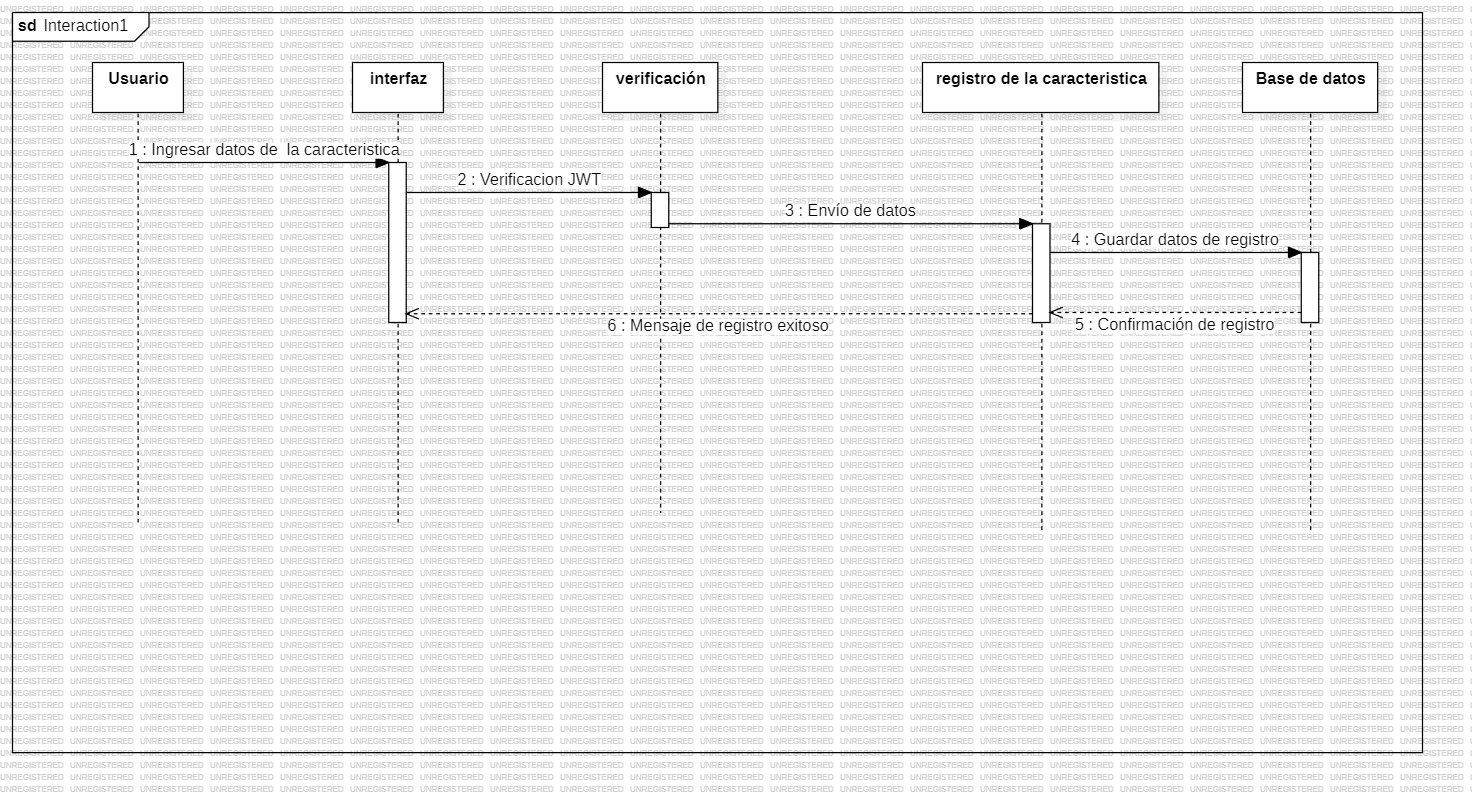 sd Interaction1
Usuario
interfaz
verificación
registro de la caracteristica
Base de datos
1 : Ingresar datos de  la caracteristica
2 : Verificacion JWT
3 : Envío de datos
4 : Guardar datos de registro
5 : Confirmación de registro
6 : Mensaje de registro exitoso
UNREGISTERED